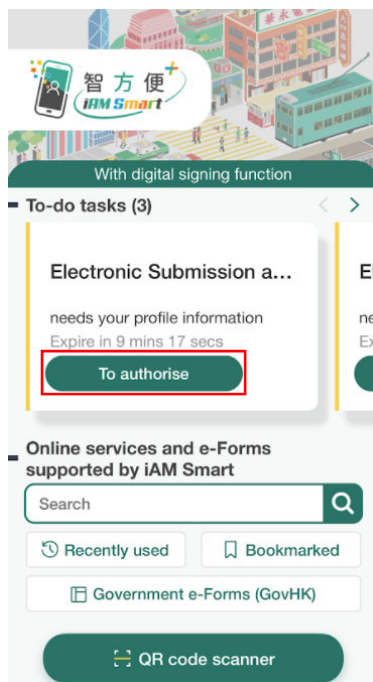 智方便+
iAM Smart
With digital signing function
To-do tasks (3)
Electronic Submission a...
E
needs your profile information
ne
Expire in 9 mins 17 secs
Ex
To authorise
Online services and e-Forms
supported by iAM Smart
Search
Recently used
Bookmarked
Government e-Forms (GovHK)
QR code scanner